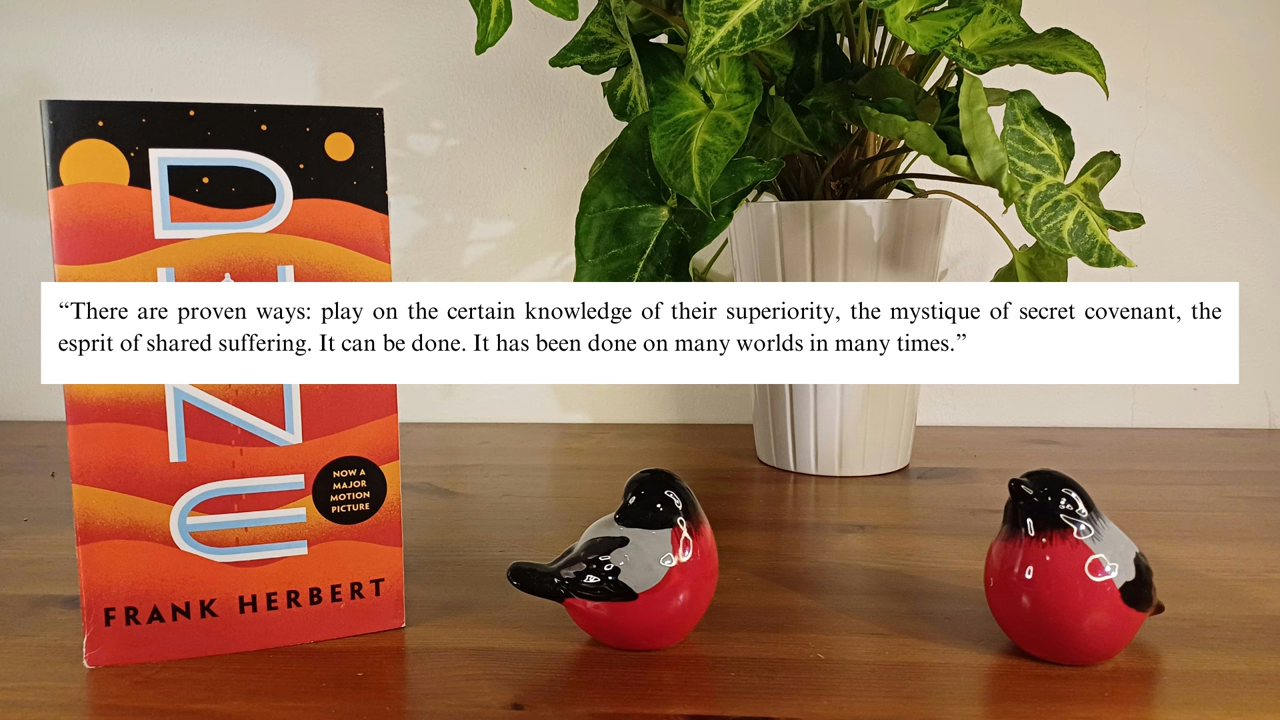 DUNE
“There are proven ways: play on the certain knowledge of their superiority, the mystique of secret covenant, the
esprit of shared suffering. It can be done. It has been done on many worlds in many times.”
NOW A
MAJOR
MOTION
PICTURE
FRANK HERBERT